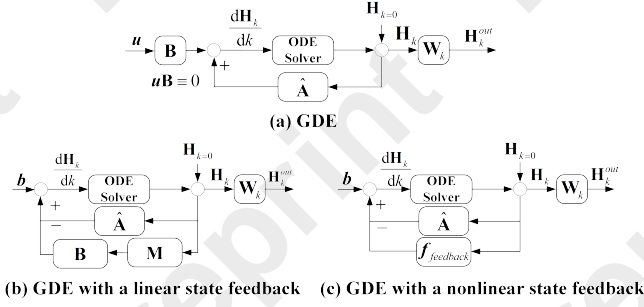 dH_k/dk
H_{k=0}
u
B
ODE Solver
H_k
W_k
H_k^{out}
uB ≡ 0
+
Â
(a) GDE
dH_k/dk
H_{k=0}
b
ODE Solver
H_k
W_k
H_k^{out}
+
Â
−
B
M
(b) GDE with a linear state feedback
dH_k/dk
H_{k=0}
b
ODE Solver
H_k
W_k
H_k^{out}
+
Â
−
f_{feedback}
(c) GDE with a nonlinear state feedback
reprint